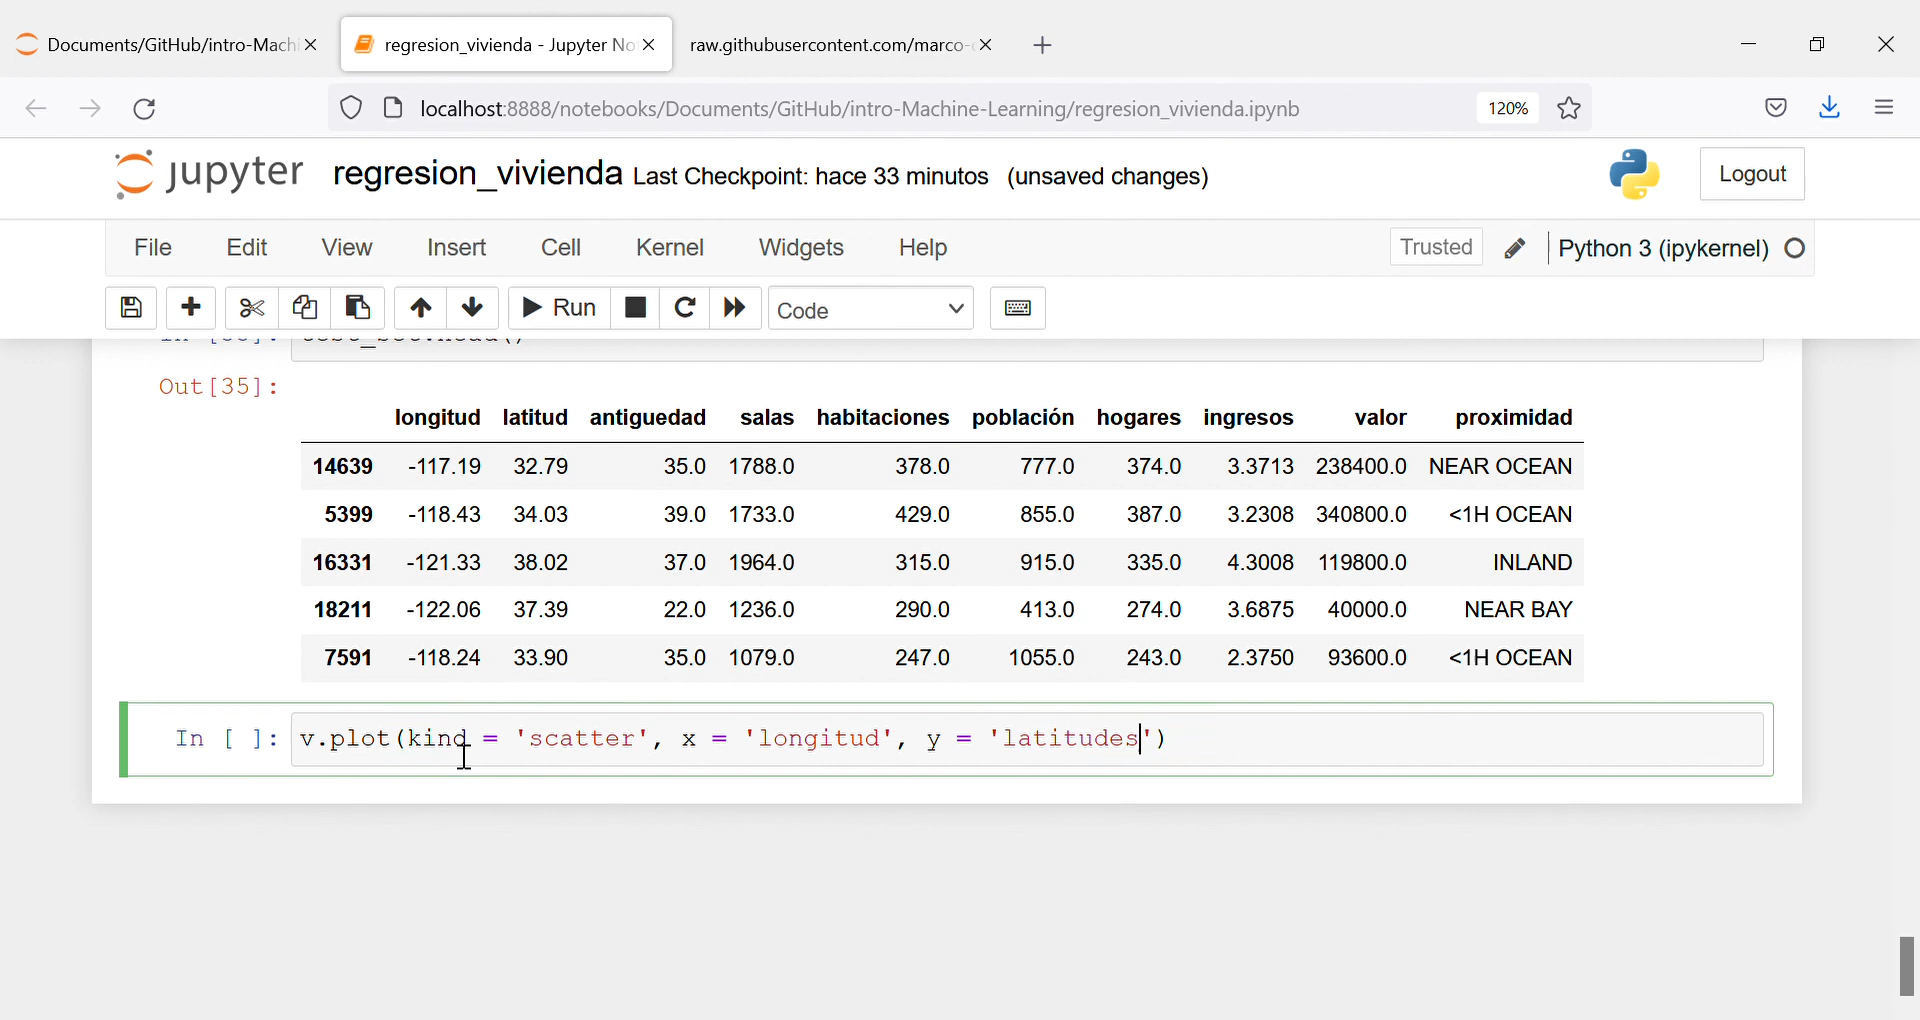 Documents/GitHub/intro-Mach
regresion_vivienda - Jupyter No
raw.githubusercontent.com/marco-
localhost:8888/notebooks/Documents/GitHub/intro-Machine-Learning/regresion_vivienda.ipynb
120%
jupyter regresion_vivienda Last Checkpoint: hace 33 minutos (unsaved changes)
Logout
File Edit View Insert Cell Kernel Widgets Help
Trusted Python 3 (ipykernel)
Run Code
Out[35]:
longitud latitud antiguedad salas habitaciones población hogares ingresos valor proximidad
14639 -117.19 32.79 35.0 1788.0 378.0 777.0 374.0 3.3713 238400.0 NEAR OCEAN
5399 -118.43 34.03 39.0 1733.0 429.0 855.0 387.0 3.2308 340800.0 <1H OCEAN
16331 -121.33 38.02 37.0 1964.0 315.0 915.0 335.0 4.3008 119800.0 INLAND
18211 -122.06 37.39 22.0 1236.0 290.0 413.0 274.0 3.6875 40000.0 NEAR BAY
7591 -118.24 33.90 35.0 1079.0 247.0 1055.0 243.0 2.3750 93600.0 <1H OCEAN
In [ ]: v.plot(kind = 'scatter', x = 'longitud', y = 'latitudes')